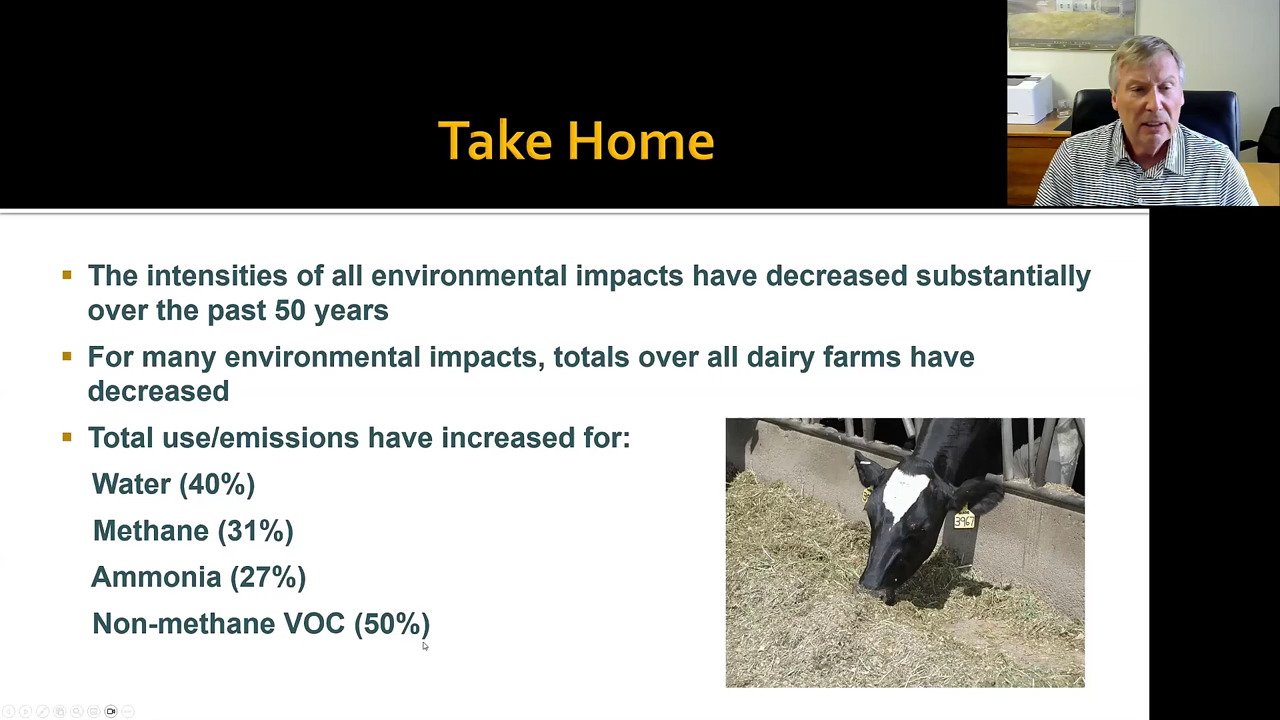 Take Home
The intensities of all environmental impacts have decreased substantially
over the past 50 years
For many environmental impacts, totals over all dairy farms have
decreased
Total use/emissions have increased for:
Water (40%)
Methane (31%)
Ammonia (27%)
Non-methane VOC (50%)
3967